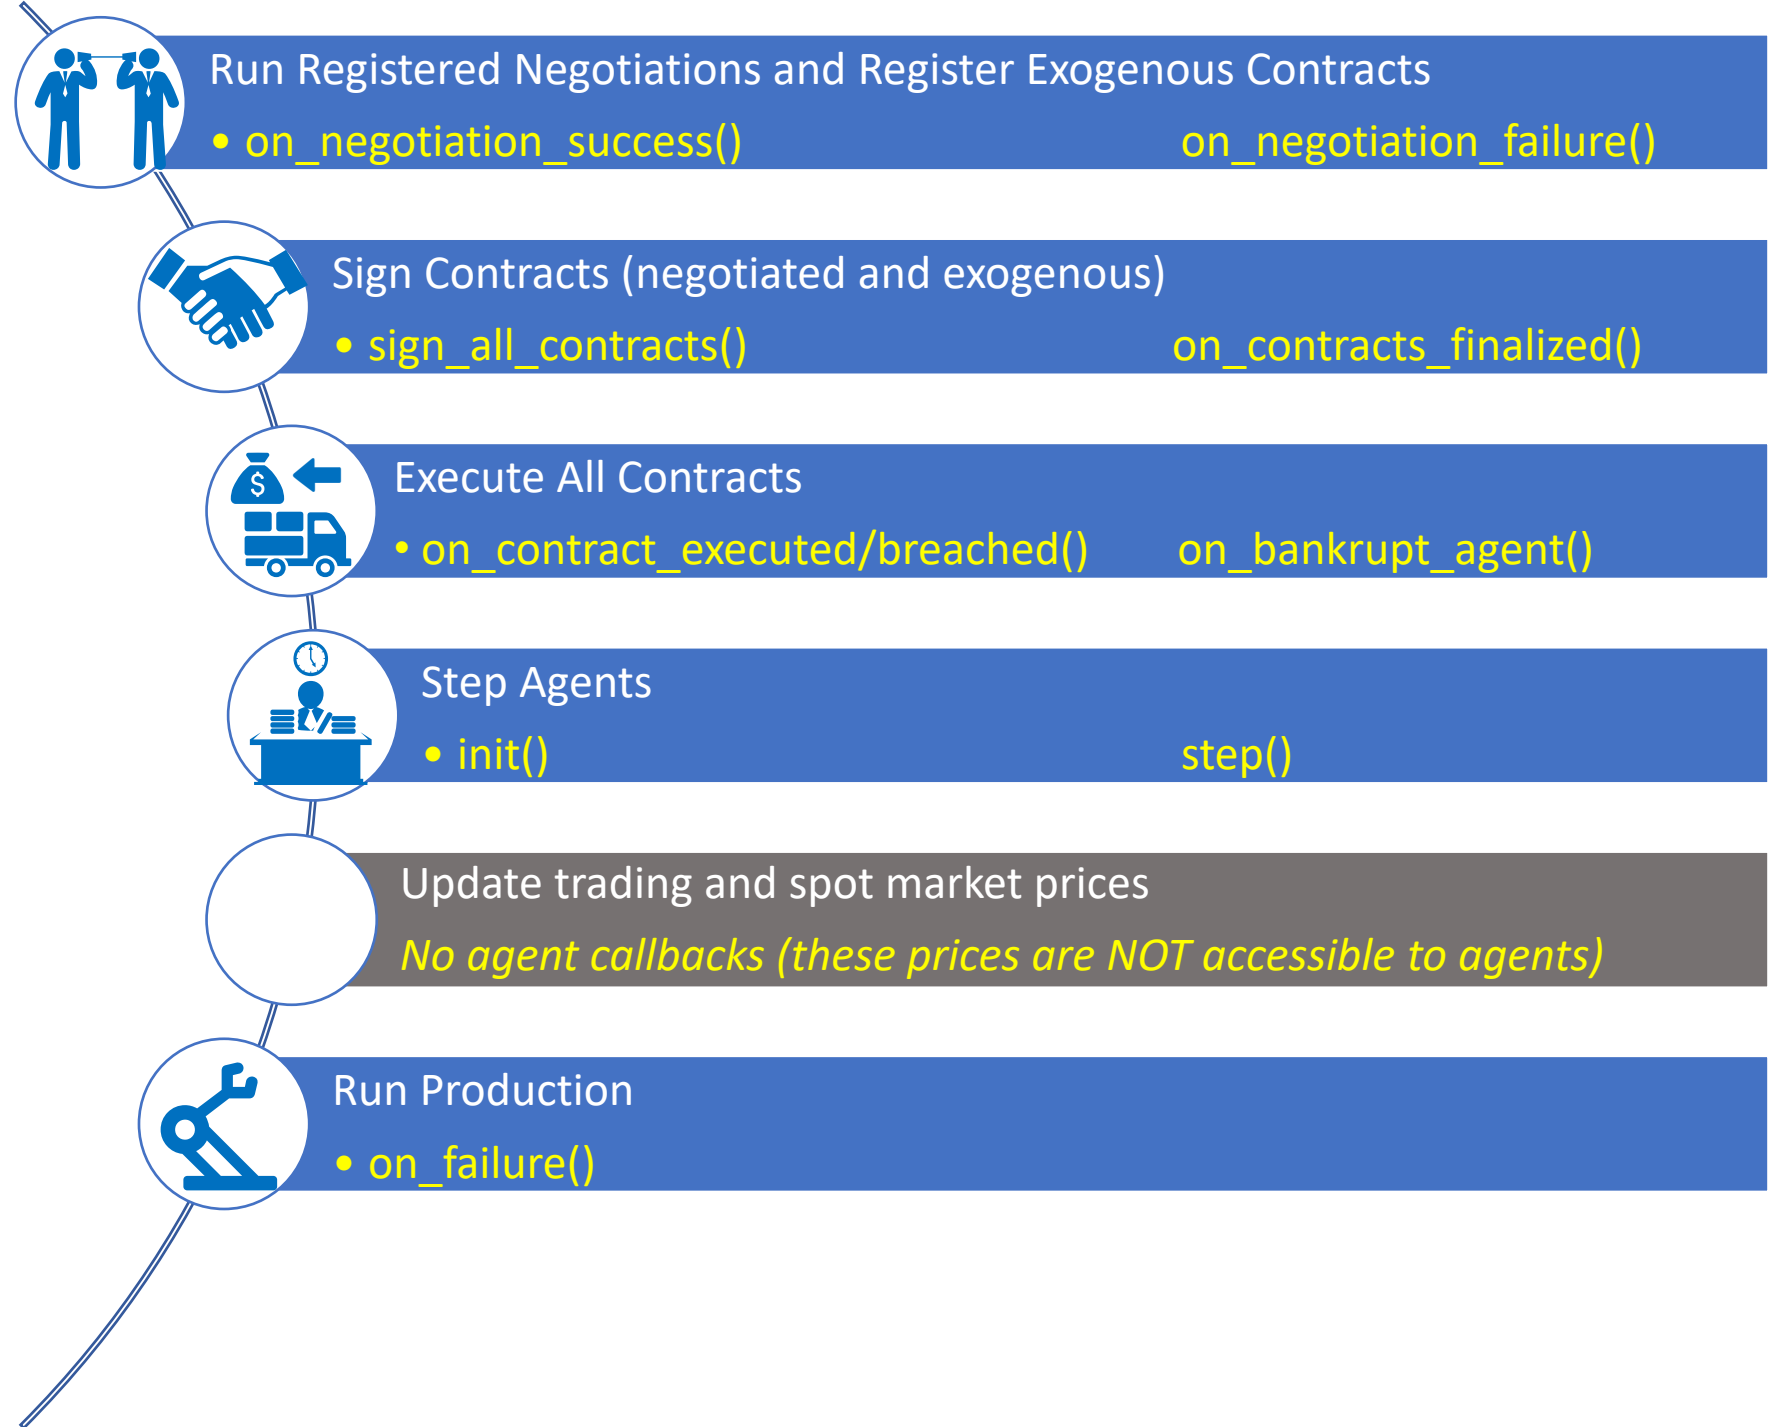 Run Registered Negotiations and Register Exogenous Contracts
• on_negotiation_success() on_negotiation_failure()
Sign Contracts (negotiated and exogenous)
• sign_all_contracts() on_contracts_finalized()
$
Execute All Contracts
• on_contract_executed/breached() on_bankrupt_agent()
Step Agents
• init() step()
Update trading and spot market prices
No agent callbacks (these prices are NOT accessible to agents)
Run Production
• on_failure()